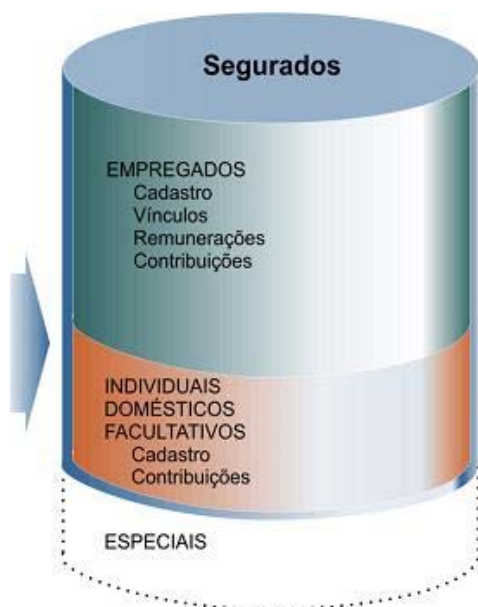 Segurados
EMPREGADOS
Cadastro
Vínculos
Remunerações
Contribuições
INDIVIDUAIS
DOMÉSTICOS
FACULTATIVOS
Cadastro
Contribuições
ESPECIAIS